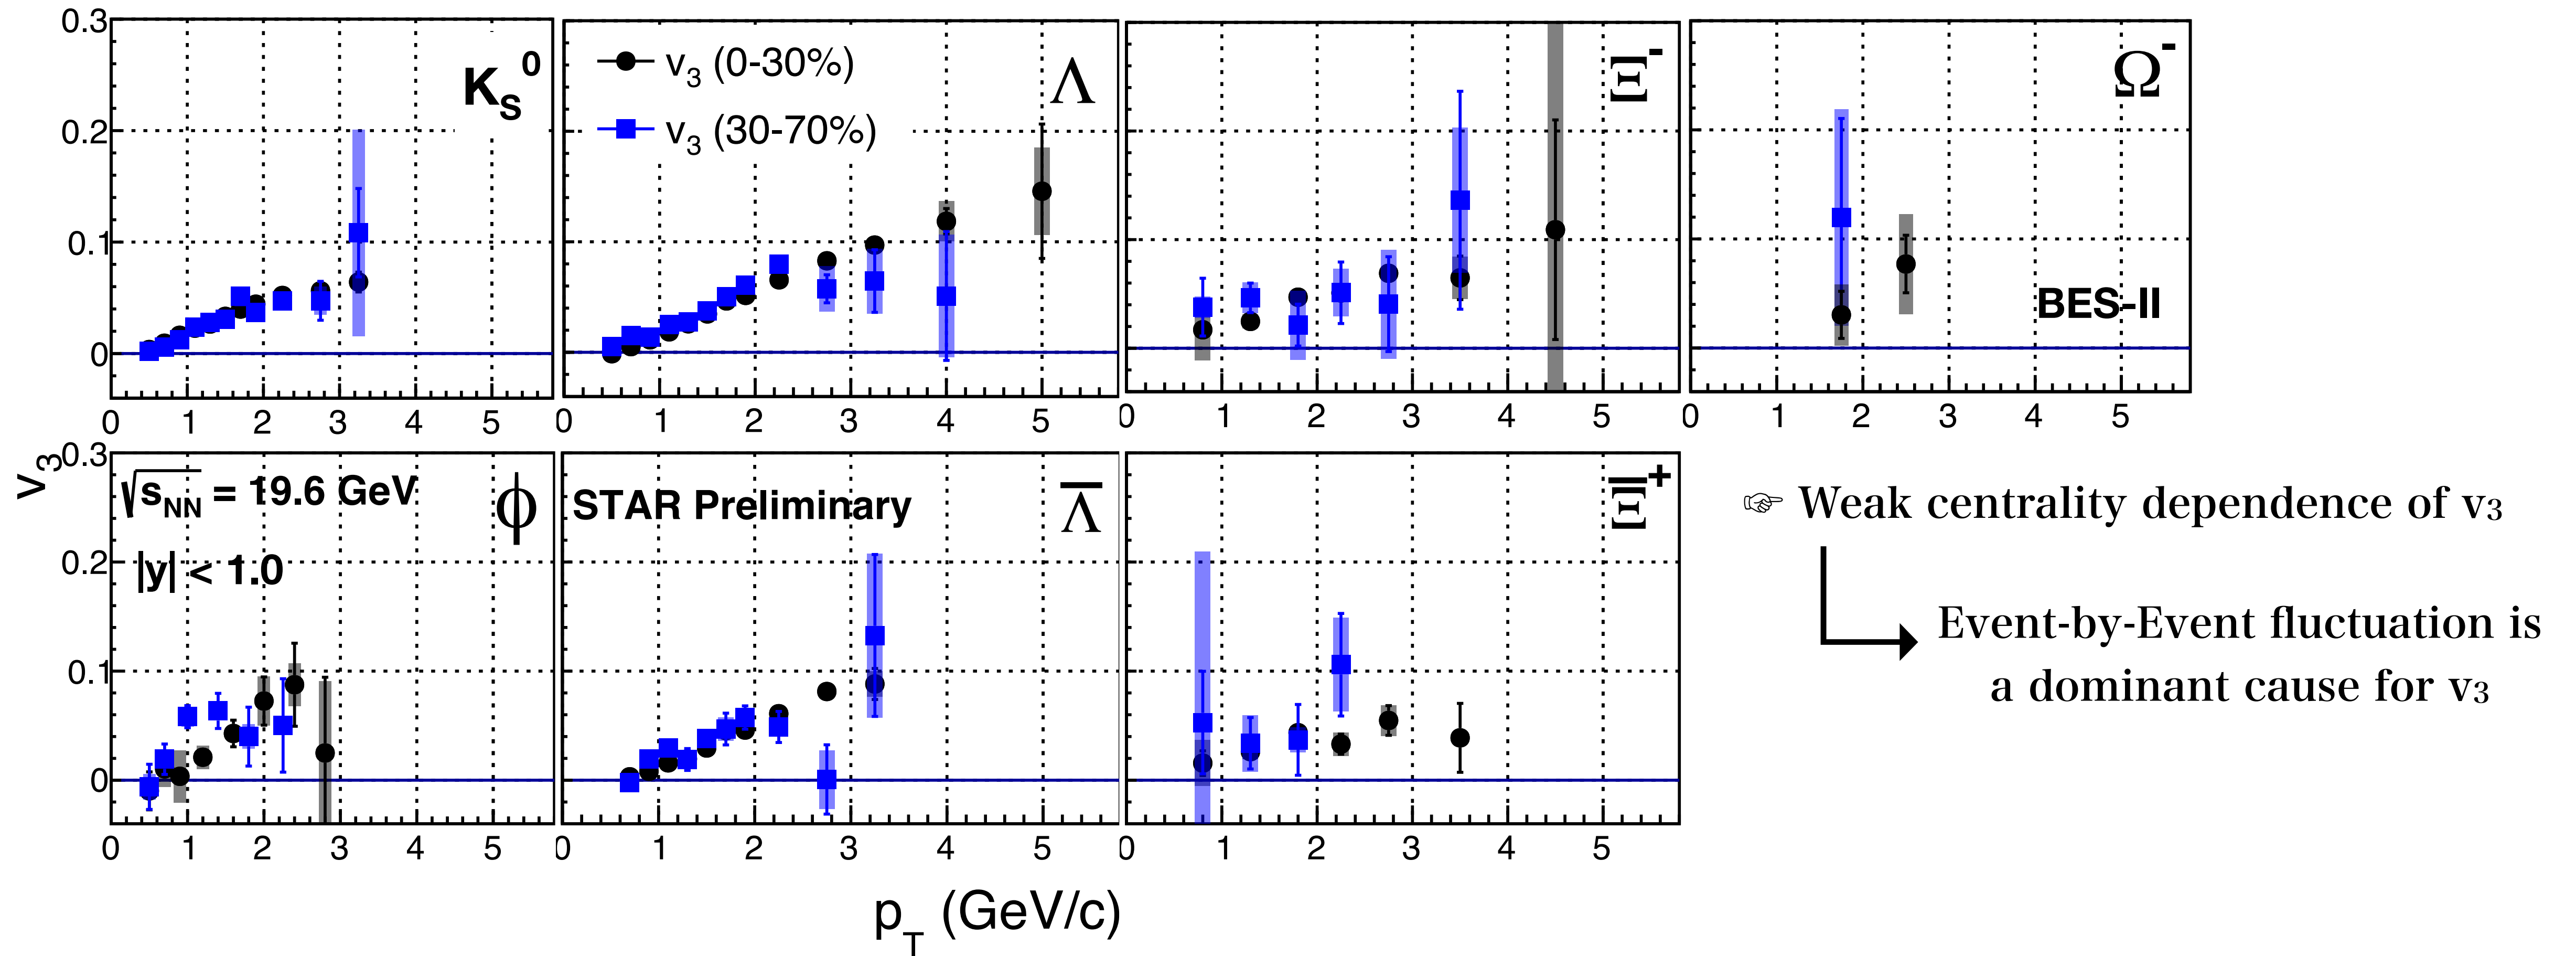 0.3
0.2
0.1
0
K_S^0
v_3 (0-30%)
v_3 (30-70%)
Λ
Ξ^-
Ω^-
BES-II
0 1 2 3 4 5
0 1 2 3 4 5
0 1 2 3 4 5
0 1 2 3 4 5
v_3
0.3
0.2
0.1
0
√s_NN = 19.6 GeV
|y| < 1.0
ϕ
STAR Preliminary
Λ̅
Ξ̅^+
0 1 2 3 4 5
0 1 2 3 4 5
0 1 2 3 4 5
p_T (GeV/c)
☞ Weak centrality dependence of v₃
Event-by-Event fluctuation is
a dominant cause for v₃